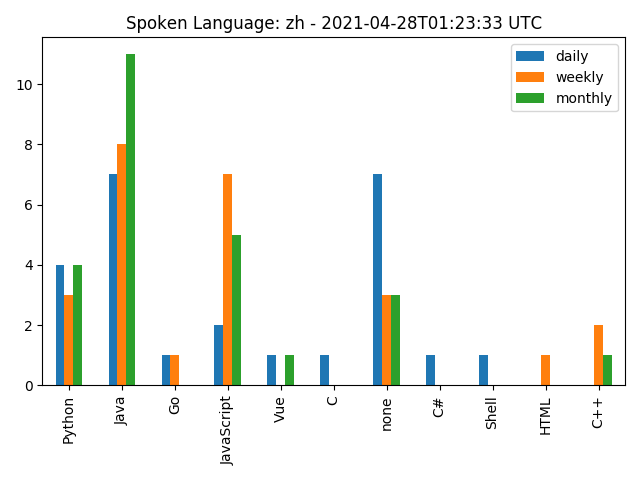 Spoken Language: zh - 2021-04-28T01:23:33 UTC
daily
weekly
monthly
10
8
6
4
2
0
Python
Java
Go
JavaScript
Vue
C
none
C#
Shell
HTML
C++